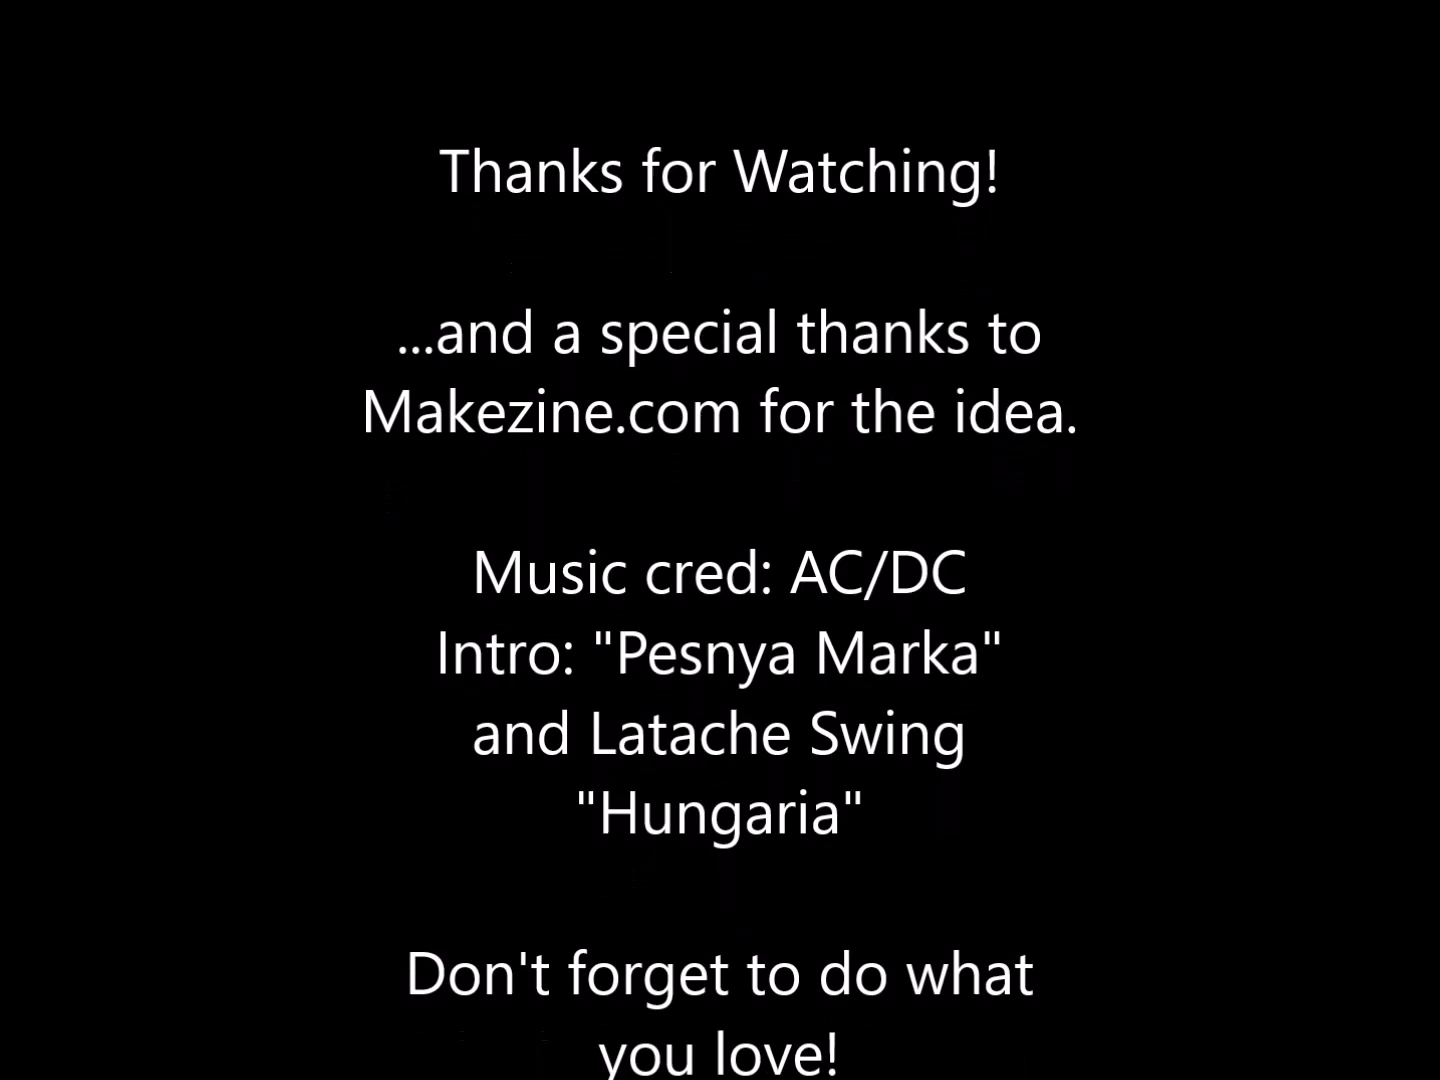 Thanks for Watching!
...and a special thanks to
Makezine.com for the idea.
Music cred: AC/DC
Intro: "Pesnya Marka"
and Latache Swing
"Hungaria"
Don't forget to do what
you love!